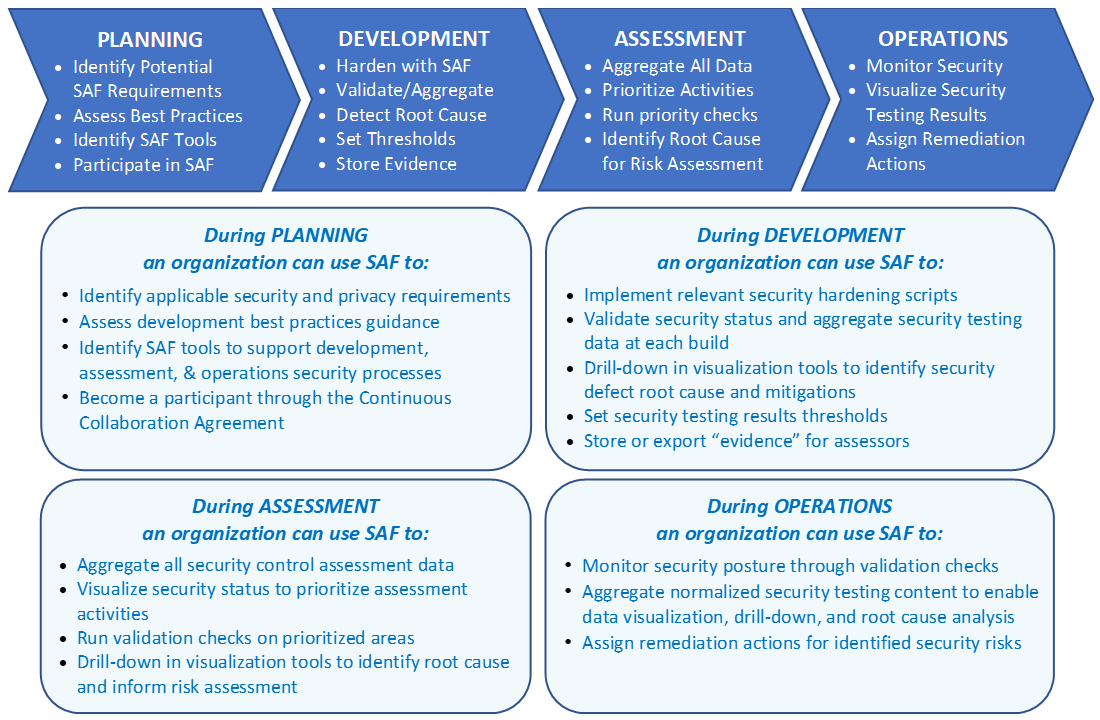 PLANNING
• Identify Potential
SAF Requirements
• Assess Best Practices
• Identify SAF Tools
• Participate in SAF
DEVELOPMENT
• Harden with SAF
• Validate/Aggregate
• Detect Root Cause
• Set Thresholds
• Store Evidence
ASSESSMENT
• Aggregate All Data
• Prioritize Activities
• Run priority checks
• Identify Root Cause
for Risk Assessment
OPERATIONS
• Monitor Security
• Visualize Security
Testing Results
• Assign Remediation
Actions
During PLANNING
an organization can use SAF to:
• Identify applicable security and privacy requirements
• Assess development best practices guidance
• Identify SAF tools to support development,
assessment, & operations security processes
• Become a participant through the Continuous
Collaboration Agreement
During DEVELOPMENT
an organization can use SAF to:
• Implement relevant security hardening scripts
• Validate security status and aggregate security testing
data at each build
• Drill-down in visualization tools to identify security
defect root cause and mitigations
• Set security testing results thresholds
• Store or export “evidence” for assessors
During ASSESSMENT
an organization can use SAF to:
• Aggregate all security control assessment data
• Visualize security status to prioritize assessment
activities
• Run validation checks on prioritized areas
• Drill-down in visualization tools to identify root cause
and inform risk assessment
During OPERATIONS
an organization can use SAF to:
• Monitor security posture through validation checks
• Aggregate normalized security testing content to enable
data visualization, drill-down, and root cause analysis
• Assign remediation actions for identified security risks